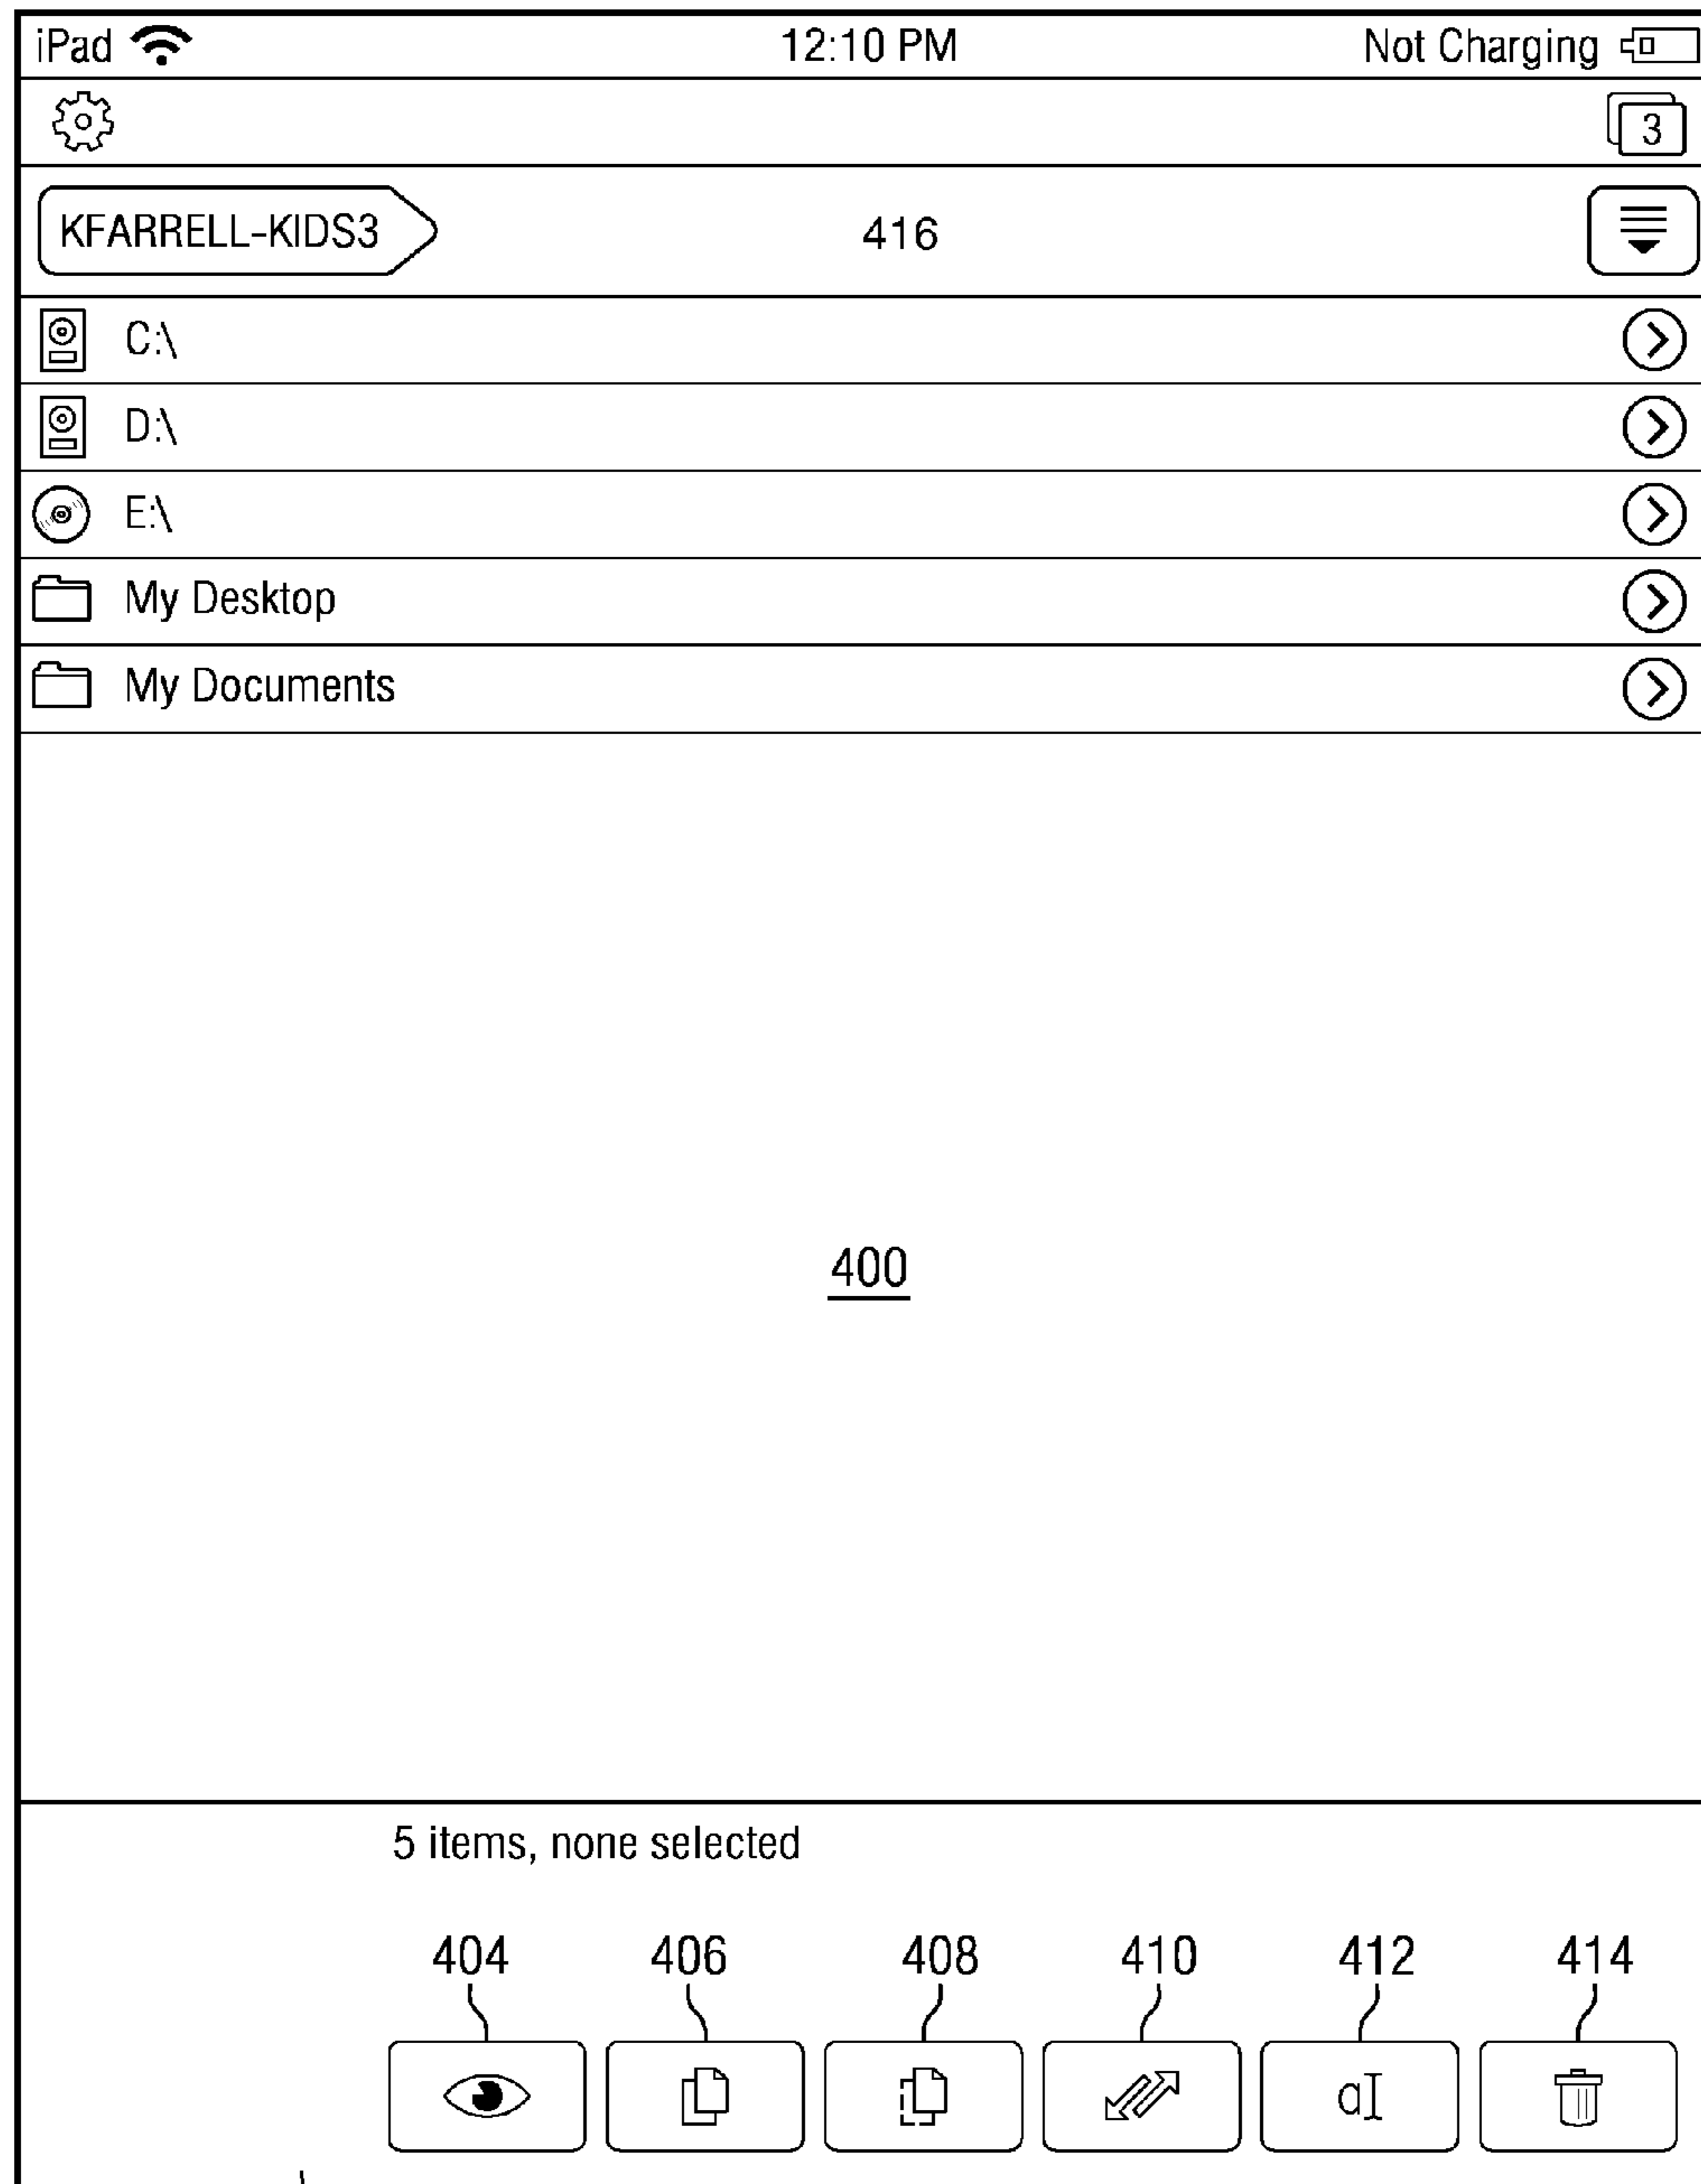 iPad 12:10 PM Not Charging
3
KFARRELL-KIDS3 416
C:\
D:\
E:\
My Desktop
My Documents
400
5 items, none selected
404 406 408 410 412 414
aI